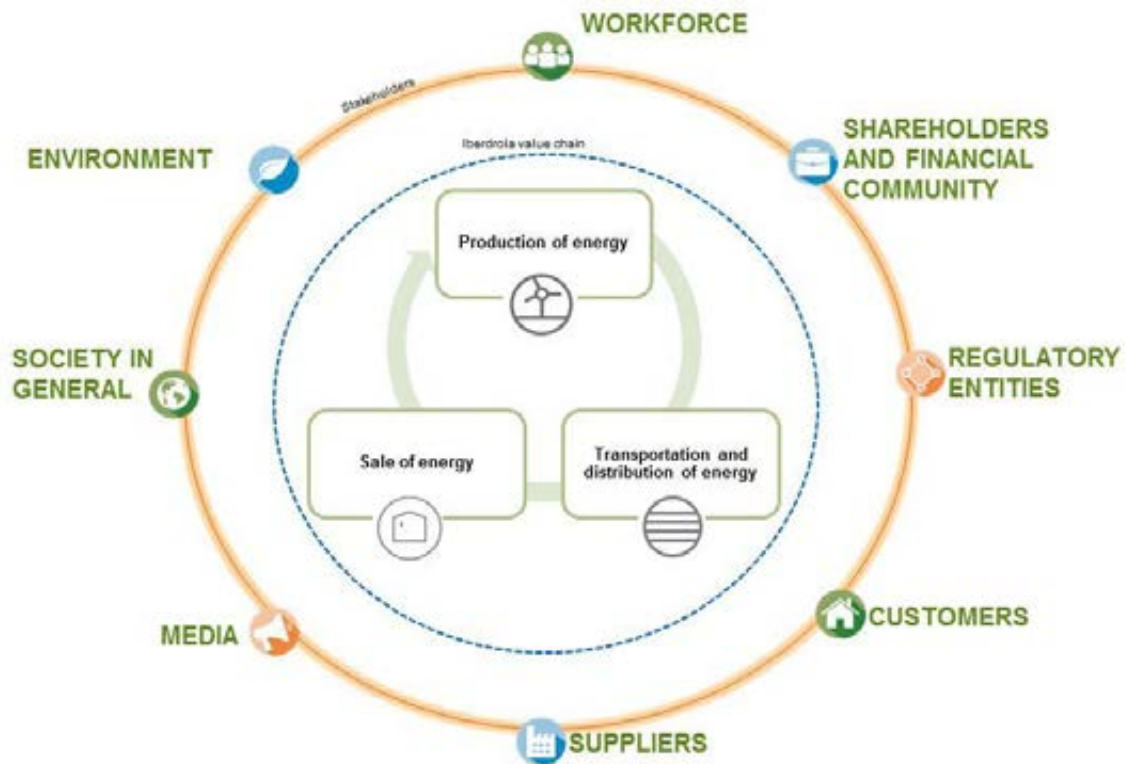 WORKFORCE
Stakeholders
SHAREHOLDERS
AND FINANCIAL
COMMUNITY
ENVIRONMENT
Iberdrola value chain
Production of energy
SOCIETY IN
GENERAL
REGULATORY
ENTITIES
Sale of energy
Transportation and
distribution of energy
MEDIA
CUSTOMERS
SUPPLIERS